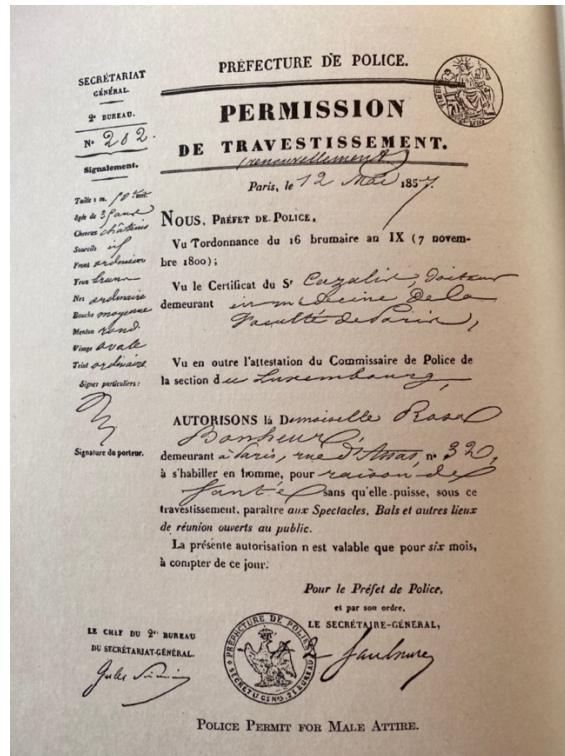 PRÉFECTURE DE POLICE.
SECRÉTARIAT
GÉNÉRAL.
2e BUREAU.
No 202.
Signalement.
Taille 1 m.
âgée de
Cheveux châtains
Sourcils if
Front ordinaire
Yeux bruns
Nez ordinaire
Bouche moyenne
Menton rond
Visage ovale
Teint ordinaire
Signes particuliers:
Signature du porteur.
PERMISSION
DE TRAVESTISSEMENT.
(renouvellement)
Paris, le 12 Mai 1857.
NOUS, PRÉFET DE POLICE,
Vu l'ordonnance du 16 brumaire an IX (7 novem-
bre 1800);
Vu le Certificat du Sr Cazalis, Docteur
demeurant en médecine de la
Faculté de Paris,
Vu en outre l'attestation du Commissaire de Police de
la section du Luxembourg,
AUTORISONS la Demoiselle Rosa
Bonheur,
demeurant à Paris, rue d'Assas no 320,
à s'habiller en homme, pour raison de
santé sans qu'elle puisse, sous ce
travestissement, paraître aux Spectacles, Bals et autres lieux
de réunion ouverts au public.
La présente autorisation n'est valable que pour six mois,
à compter de ce jour.
Pour le Préfet de Police,
et par son ordre,
LE SECRÉTAIRE-GÉNÉRAL,
LE CHEF DU 2e BUREAU
DU SECRÉTARIAT-GÉNÉRAL.
PRÉFECTURE DE POLICE
POLICE PERMIT FOR MALE ATTIRE.